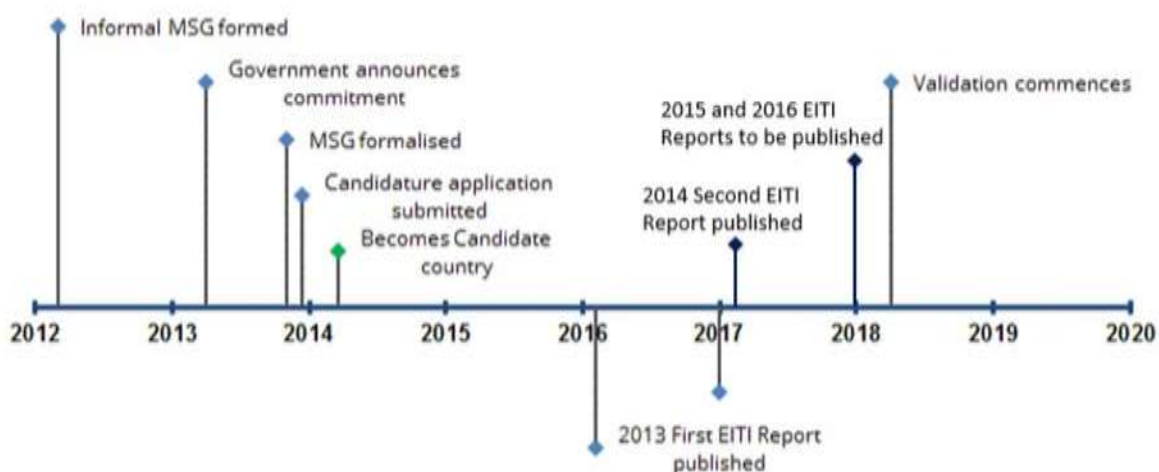 Informal MSG formed
Government announces
commitment
MSG formalised
Candidature application
submitted
Becomes Candidate
country
2015 and 2016 EITI
Reports to be published
2014 Second EITI
Report published
Validation commences
2012 2013 2014 2015 2016 2017 2018 2019 2020
2013 First EITI Report
published